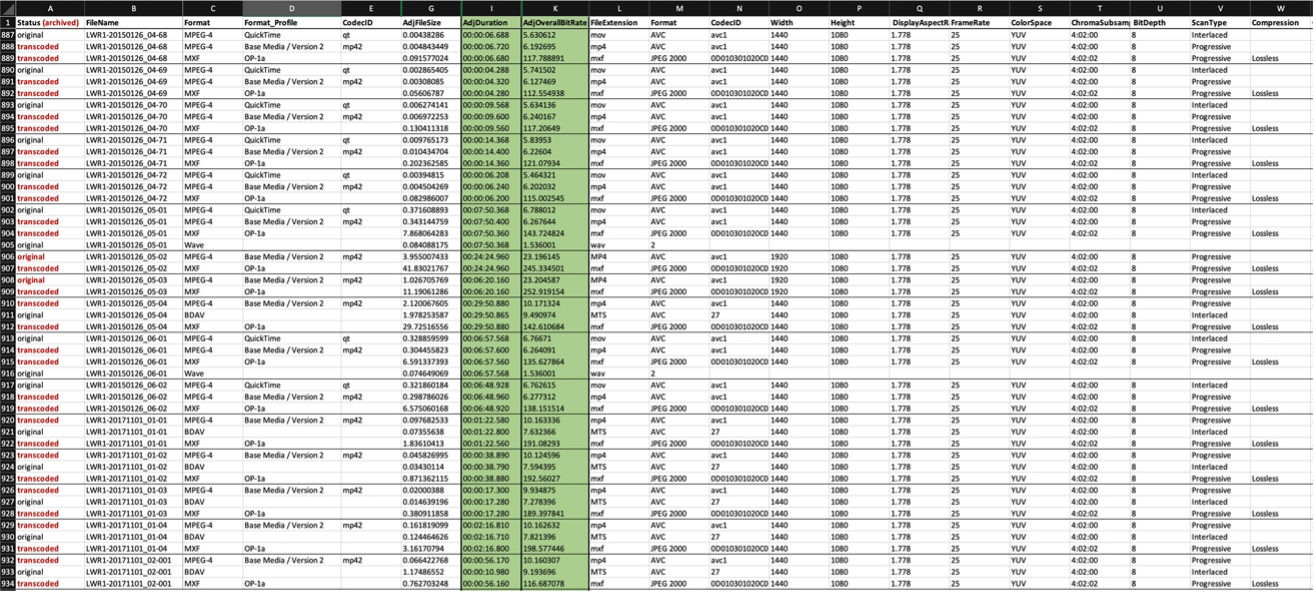 A B C D E G I K L M N O P Q R S T U V W
1 Status (archived) FileName Format Format_Profile CodecID AdjFileSize AdjDuration AdjOverallBitRate FileExtension Format CodecID Width Height DisplayAspectR FrameRate ColorSpace ChromaSubsam BitDepth ScanType Compression
887 original LWR1-20150126_04-68 MPEG-4 QuickTime qt 0.00438286 00:00:06.688 5.630612 mov AVC avc1 1440 1080 1.778 25 YUV 4:02:00 8 Interlaced
888 transcoded LWR1-20150126_04-68 MPEG-4 Base Media / Version 2 mp42 0.004843449 00:00:06.720 6.192695 mp4 AVC avc1 1440 1080 1.778 25 YUV 4:02:00 8 Progressive
889 transcoded LWR1-20150126_04-68 MXF OP-1a 0.091577024 00:00:06.680 117.788891 mxf JPEG 2000 0D010301020C0 1440 1080 1.778 25 YUV 4:02:02 8 Progressive Lossless
890 original LWR1-20150126_04-69 MPEG-4 QuickTime qt 0.002865405 00:00:04.288 5.741502 mov AVC avc1 1440 1080 1.778 25 YUV 4:02:00 8 Interlaced
891 transcoded LWR1-20150126_04-69 MPEG-4 Base Media / Version 2 mp42 0.00308085 00:00:04.320 6.127469 mp4 AVC avc1 1440 1080 1.778 25 YUV 4:02:00 8 Progressive
892 transcoded LWR1-20150126_04-69 MXF OP-1a 0.05606787 00:00:04.280 112.554938 mxf JPEG 2000 0D010301020C0 1440 1080 1.778 25 YUV 4:02:02 8 Progressive Lossless
893 original LWR1-20150126_04-70 MPEG-4 QuickTime qt 0.006274141 00:00:09.568 5.634136 mov AVC avc1 1440 1080 1.778 25 YUV 4:02:00 8 Interlaced
894 transcoded LWR1-20150126_04-70 MPEG-4 Base Media / Version 2 mp42 0.006972253 00:00:09.600 6.240167 mp4 AVC avc1 1440 1080 1.778 25 YUV 4:02:00 8 Progressive
895 transcoded LWR1-20150126_04-70 MXF OP-1a 0.130411318 00:00:09.560 117.20649 mxf JPEG 2000 0D010301020C0 1440 1080 1.778 25 YUV 4:02:02 8 Progressive Lossless
896 original LWR1-20150126_04-71 MPEG-4 QuickTime qt 0.009765173 00:00:14.368 5.83953 mov AVC avc1 1440 1080 1.778 25 YUV 4:02:00 8 Interlaced
897 transcoded LWR1-20150126_04-71 MPEG-4 Base Media / Version 2 mp42 0.010434704 00:00:14.400 6.22604 mp4 AVC avc1 1440 1080 1.778 25 YUV 4:02:00 8 Progressive
898 transcoded LWR1-20150126_04-71 MXF OP-1a 0.202362585 00:00:14.360 121.07934 mxf JPEG 2000 0D010301020C0 1440 1080 1.778 25 YUV 4:02:02 8 Progressive Lossless
899 original LWR1-20150126_04-72 MPEG-4 QuickTime qt 0.00394815 00:00:06.208 5.464321 mov AVC avc1 1440 1080 1.778 25 YUV 4:02:00 8 Interlaced
900 transcoded LWR1-20150126_04-72 MPEG-4 Base Media / Version 2 mp42 0.004504269 00:00:06.240 6.202032 mp4 AVC avc1 1440 1080 1.778 25 YUV 4:02:00 8 Progressive
901 transcoded LWR1-20150126_04-72 MXF OP-1a 0.082986007 00:00:06.200 115.002545 mxf JPEG 2000 0D010301020C0 1440 1080 1.778 25 YUV 4:02:02 8 Progressive Lossless
902 original LWR1-20150126_05-01 MPEG-4 QuickTime qt 0.371608893 00:07:50.368 6.788012 mov AVC avc1 1440 1080 1.778 25 YUV 4:02:00 8 Interlaced
903 transcoded LWR1-20150126_05-01 MPEG-4 Base Media / Version 2 mp42 0.343144759 00:07:50.400 6.267644 mp4 AVC avc1 1440 1080 1.778 25 YUV 4:02:00 8 Progressive
904 transcoded LWR1-20150126_05-01 MXF OP-1a 7.868064283 00:07:50.360 143.724824 mxf JPEG 2000 0D010301020C0 1440 1080 1.778 25 YUV 4:02:02 8 Progressive Lossless
905 original LWR1-20150126_05-01 Wave 0.084088175 00:07:50.368 1.536001 wav 2
906 original LWR1-20150126_05-02 MPEG-4 Base Media / Version 2 mp42 3.955007433 00:24:24.960 23.196145 MP4 AVC avc1 1920 1080 1.778 25 YUV 4:02:00 8 Interlaced
907 transcoded LWR1-20150126_05-02 MXF OP-1a 41.83021767 00:24:24.960 245.334501 mxf JPEG 2000 0D010301020C0 1920 1080 1.778 25 YUV 4:02:02 8 Progressive Lossless
908 original LWR1-20150126_05-03 MPEG-4 Base Media / Version 2 mp42 1.026705769 00:06:20.160 23.204587 MP4 AVC avc1 1920 1080 1.778 25 YUV 4:02:00 8 Interlaced
909 transcoded LWR1-20150126_05-03 MXF OP-1a 11.19061286 00:06:20.160 252.919154 mxf JPEG 2000 0D010301020C0 1920 1080 1.778 25 YUV 4:02:02 8 Progressive Lossless
910 transcoded LWR1-20150126_05-04 MPEG-4 Base Media / Version 2 mp42 2.120067605 00:29:50.880 10.171324 mp4 AVC avc1 1440 1080 1.778 25 YUV 4:02:00 8 Progressive
911 original LWR1-20150126_05-04 BDAV 1.978253587 00:29:50.865 9.490974 MTS AVC 27 1440 1080 1.778 25 YUV 4:02:00 8 Interlaced
912 transcoded LWR1-20150126_05-04 MXF OP-1a 29.72516556 00:29:50.880 142.610684 mxf JPEG 2000 0D010301020C0 1440 1080 1.778 25 YUV 4:02:02 8 Progressive Lossless
913 original LWR1-20150126_06-01 MPEG-4 QuickTime qt 0.328859599 00:06:57.568 6.76671 mov AVC avc1 1440 1080 1.778 25 YUV 4:02:00 8 Interlaced
914 transcoded LWR1-20150126_06-01 MPEG-4 Base Media / Version 2 mp42 0.304455823 00:06:57.600 6.264091 mp4 AVC avc1 1440 1080 1.778 25 YUV 4:02:00 8 Progressive
915 transcoded LWR1-20150126_06-01 MXF OP-1a 6.591337393 00:06:57.560 135.627864 mxf JPEG 2000 0D010301020C0 1440 1080 1.778 25 YUV 4:02:02 8 Progressive Lossless
916 original LWR1-20150126_06-01 Wave 0.074649069 00:06:57.568 1.536001 wav 2
917 original LWR1-20150126_06-02 MPEG-4 QuickTime qt 0.321860184 00:06:48.928 6.762615 mov AVC avc1 1440 1080 1.778 25 YUV 4:02:00 8 Interlaced
918 transcoded LWR1-20150126_06-02 MPEG-4 Base Media / Version 2 mp42 0.298786026 00:06:48.960 6.277312 mp4 AVC avc1 1440 1080 1.778 25 YUV 4:02:00 8 Progressive
919 transcoded LWR1-20150126_06-02 MXF OP-1a 6.575060168 00:06:48.920 138.151514 mxf JPEG 2000 0D010301020C0 1440 1080 1.778 25 YUV 4:02:02 8 Progressive Lossless
920 transcoded LWR1-20171101_01-01 MPEG-4 Base Media / Version 2 mp42 0.097682533 00:01:22.580 10.163336 mp4 AVC avc1 1440 1080 1.778 25 YUV 4:02:00 8 Progressive
921 original LWR1-20171101_01-01 BDAV 0.07355638 00:01:22.800 7.632366 MTS AVC 27 1440 1080 1.778 25 YUV 4:02:00 8 Interlaced
922 transcoded LWR1-20171101_01-01 MXF OP-1a 1.83610413 00:01:22.560 191.08293 mxf JPEG 2000 0D010301020C0 1440 1080 1.778 25 YUV 4:02:02 8 Progressive Lossless
923 transcoded LWR1-20171101_01-02 MPEG-4 Base Media / Version 2 mp42 0.045826995 00:00:38.890 10.124596 mp4 AVC avc1 1440 1080 1.778 25 YUV 4:02:00 8 Progressive
924 original LWR1-20171101_01-02 BDAV 0.03430114 00:00:38.790 7.594395 MTS AVC 27 1440 1080 1.778 25 YUV 4:02:00 8 Interlaced
925 transcoded LWR1-20171101_01-02 MXF OP-1a 0.871362115 00:00:38.880 192.56027 mxf JPEG 2000 0D010301020C0 1440 1080 1.778 25 YUV 4:02:02 8 Progressive Lossless
926 transcoded LWR1-20171101_01-03 MPEG-4 Base Media / Version 2 mp42 0.02000388 00:00:17.300 9.934875 mp4 AVC avc1 1440 1080 1.778 25 YUV 4:02:00 8 Progressive
927 original LWR1-20171101_01-03 BDAV 0.014639196 00:00:17.280 7.278396 MTS AVC 27 1440 1080 1.778 25 YUV 4:02:00 8 Interlaced
928 transcoded LWR1-20171101_01-03 MXF OP-1a 0.380911858 00:00:17.280 189.397841 mxf JPEG 2000 0D010301020C0 1440 1080 1.778 25 YUV 4:02:02 8 Progressive Lossless
929 transcoded LWR1-20171101_01-04 MPEG-4 Base Media / Version 2 mp42 0.161819099 00:02:16.810 10.162632 mp4 AVC avc1 1440 1080 1.778 25 YUV 4:02:00 8 Progressive
930 original LWR1-20171101_01-04 BDAV 0.124464626 00:02:16.710 7.821396 MTS AVC 27 1440 1080 1.778 25 YUV 4:02:00 8 Interlaced
931 transcoded LWR1-20171101_01-04 MXF OP-1a 3.16170794 00:02:16.800 198.577446 mxf JPEG 2000 0D010301020C0 1440 1080 1.778 25 YUV 4:02:02 8 Progressive Lossless
932 transcoded LWR1-20171101_02-001 MPEG-4 Base Media / Version 2 mp42 0.066422768 00:00:56.170 10.160307 mp4 AVC avc1 1440 1080 1.778 25 YUV 4:02:00 8 Progressive
933 original LWR1-20171101_02-001 BDAV 1.17486552 00:00:10.980 9.193696 MTS AVC 27 1440 1080 1.778 25 YUV 4:02:00 8 Interlaced
934 transcoded LWR1-20171101_02-001 MXF OP-1a 0.762703248 00:00:56.160 116.687078 mxf JPEG 2000 0D010301020C0 1440 1080 1.778 25 YUV 4:02:02 8 Progressive Lossless